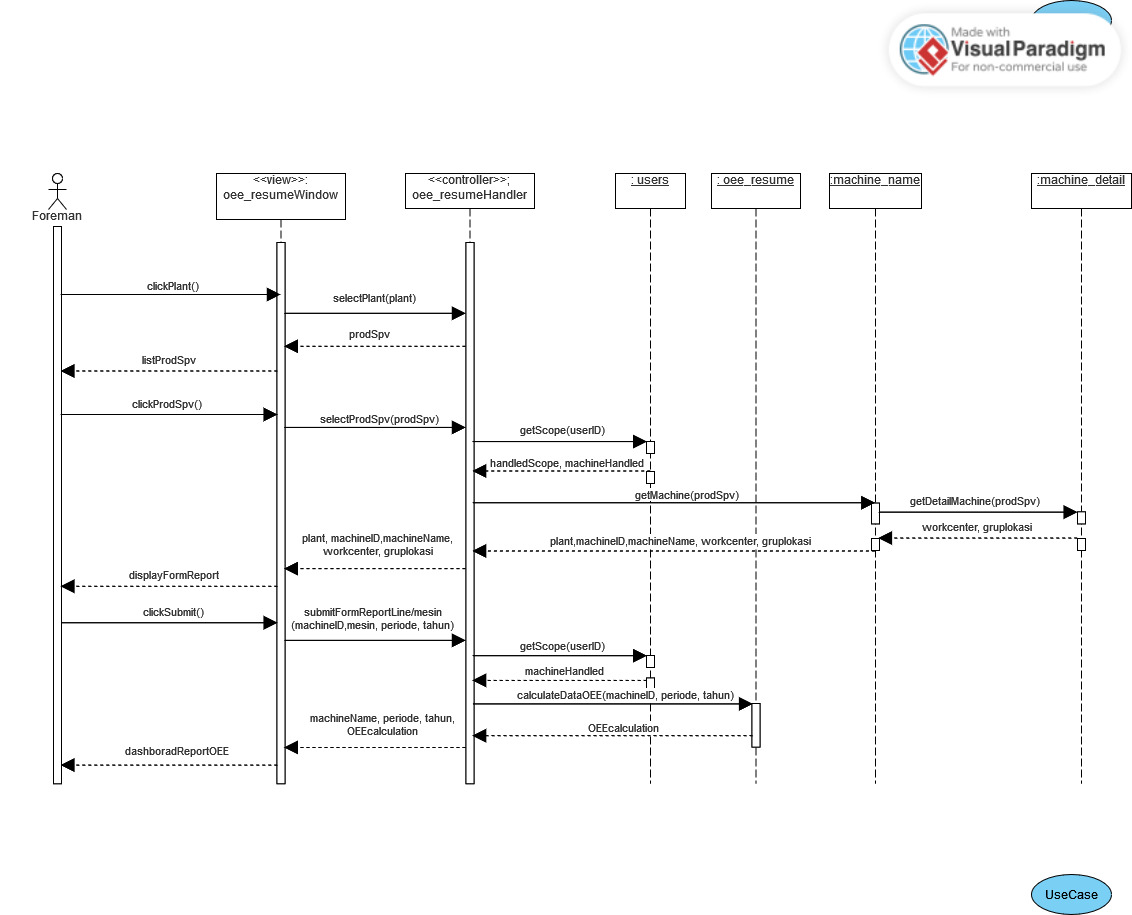 Made with
Visual Paradigm
For non-commercial use
Foreman
<<view>>:
oee_resumeWindow
<<controller>>;
oee_resumeHandler
: users
: oee_resume
:machine_name
:machine_detail
clickPlant()
selectPlant(plant)
prodSpv
listProdSpv
clickProdSpv()
selectProdSpv(prodSpv)
getScope(userID)
handledScope, machineHandled
getMachine(prodSpv)
getDetailMachine(prodSpv)
workcenter, gruplokasi
plant,machineID,machineName, workcenter, gruplokasi
plant, machineID,machineName,
workcenter, gruplokasi
displayFormReport
clickSubmit()
submitFormReportLine/mesin
(machineID,mesin, periode, tahun)
getScope(userID)
machineHandled
calculateDataOEE(machineID, periode, tahun)
OEEcalculation
machineName, periode, tahun,
OEEcalculation
dashboradReportOEE
UseCase